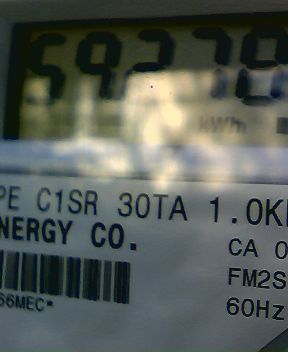 59278
kWh
PE C1SR 30TA 1.0K
NERGY CO.
CA 0
FM2S
66MEC*
60Hz